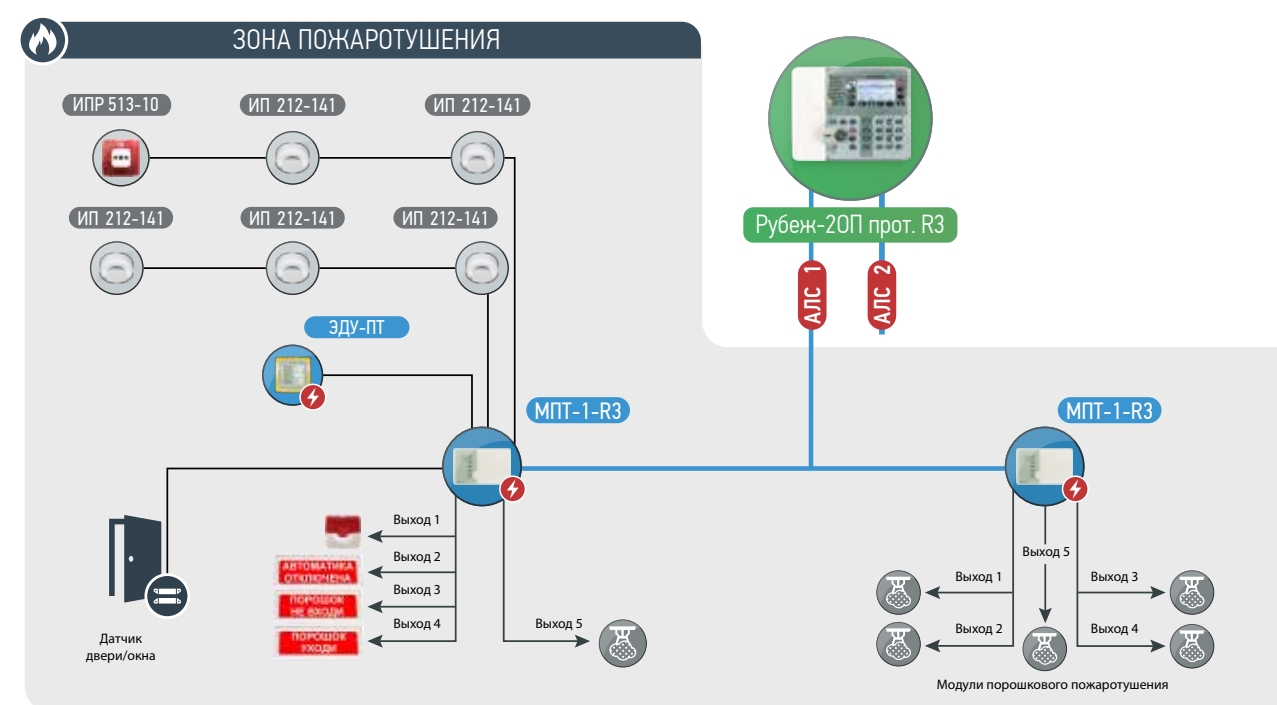 ЗОНА ПОЖАРОТУШЕНИЯ
ИПР 513-10
ИП 212-141
ИП 212-141
ИП 212-141
ИП 212-141
ИП 212-141
Рубеж-2ОП прот. R3
АЛС 1
АЛС 2
ЭДУ-ПТ
МПТ-1-R3
МПТ-1-R3
Датчик
двери/окна
Выход 1
АВТОМАТИКА
ОТКЛЮЧЕНА
Выход 2
ПОРОШОК
НЕ ВХОДИ
Выход 3
ПОРОШОК
УХОДИ
Выход 4
Выход 5
Выход 1
Выход 2
Выход 5
Выход 3
Выход 4
Модули порошкового пожаротушения